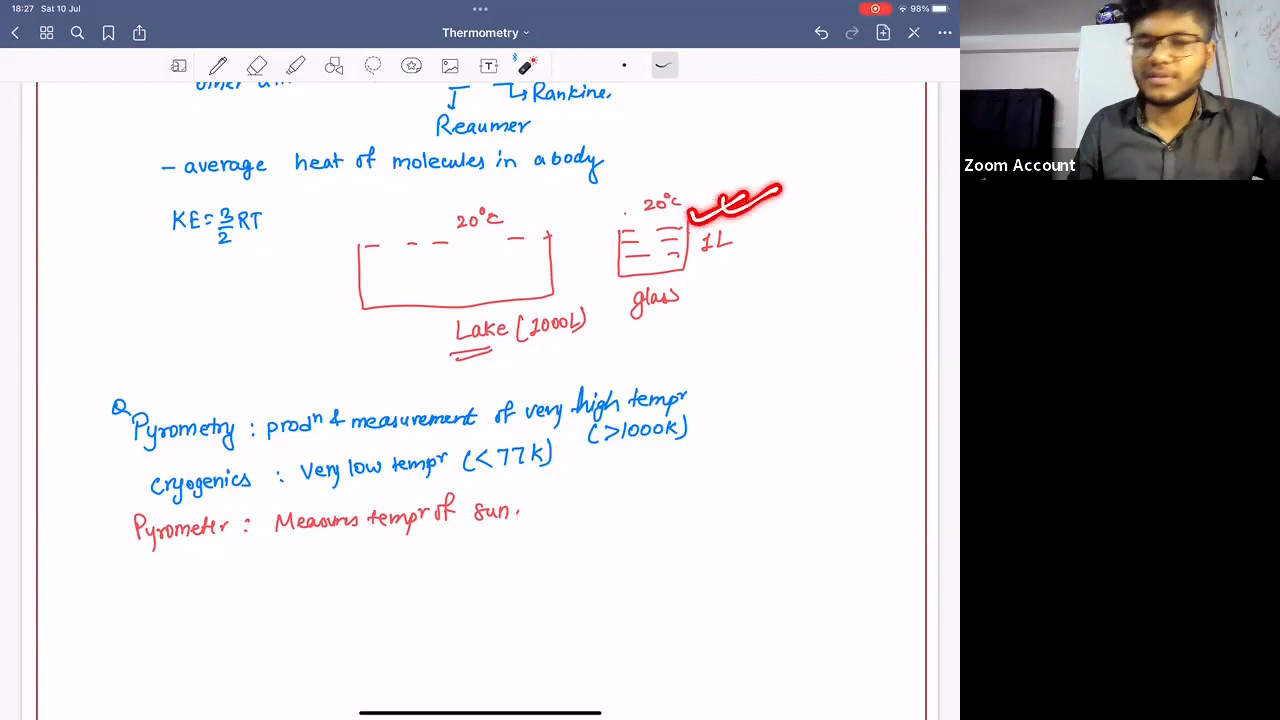 18:27 Sat 10 Jul
98%
Thermometry
T
Rankine.
Reaumer
– average heat of molecules in a body
KE = 3/2 RT
20°C
20°C
1L
glass
Lake (1000L)
Q
Pyrometry : prodⁿ & measurement of very high tempr
(>1000K)
Cryogenics : Very low tempr (<77K)
Pyrometer : Measures tempr of sun.
Zoom Account